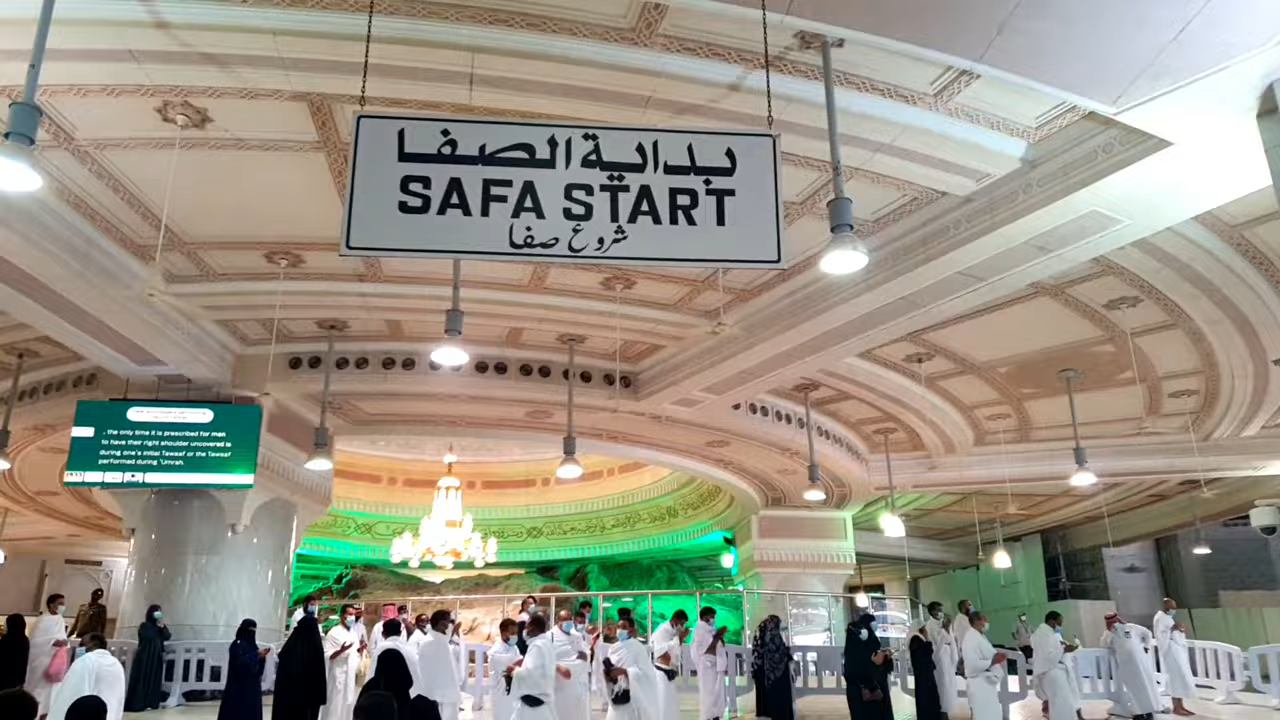 بداية الصفا
SAFA START
شروع صفا
, the only time it is prescribed for men
to have their right shoulder uncovered is
during one's initial Tawaaf or the Tawaaf
performed during 'Umrah.